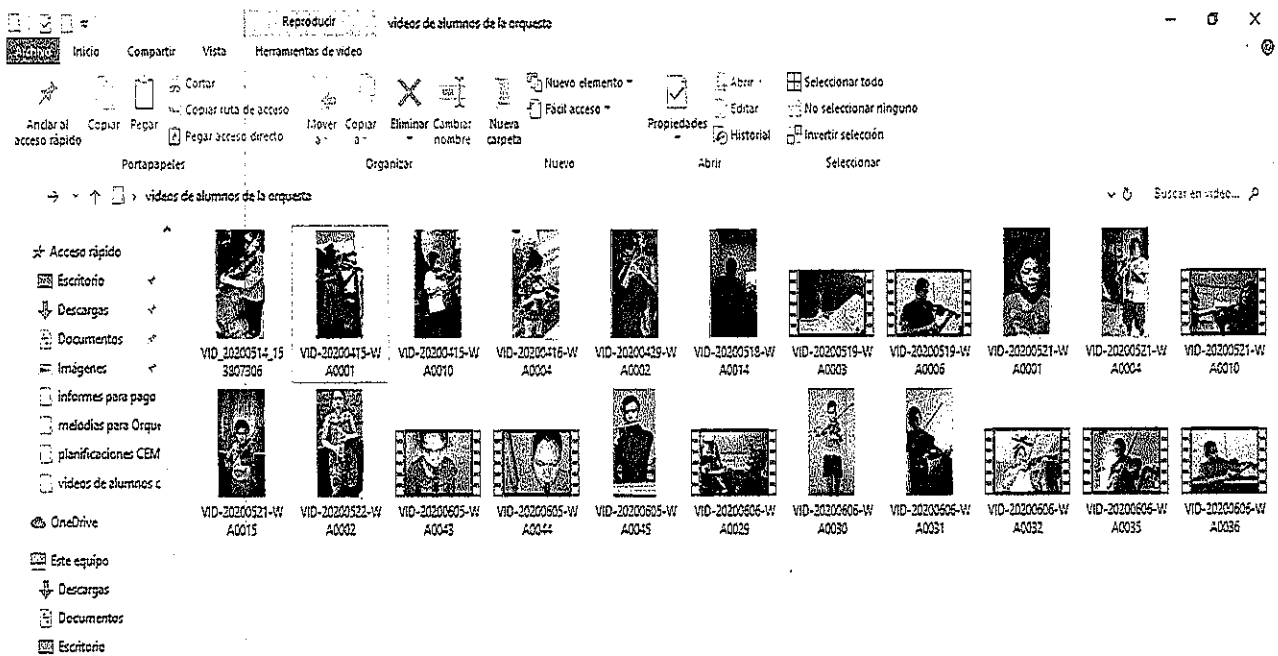 Reproducir
videos de alumnos de la orquesta
Archivo Inicio Compartir Vista Herramientas de video
Anclar al acceso rápido
Copiar
Pegar
Cortar
Copiar ruta de acceso
Pegar acceso directo
Portapapeles
Mover a
Copiar a
Eliminar
Cambiar nombre
Organizar
Nueva carpeta
Nuevo elemento
Fácil acceso
Nuevo
Propiedades
Abrir
Editar
Historial
Abrir
Seleccionar todo
No seleccionar ninguno
Invertir selección
Seleccionar
videos de alumnos de la orquesta
Buscar en video...
Acceso rápido
Escritorio
Descargas
Documentos
Imágenes
informes para pago
melodias para Orque
planificaciones CEM
videos de alumnos c
OneDrive
Este equipo
Descargas
Documentos
Escritorio
VID_20200514_153807306
VID-20200415-WA0001
VID-20200415-WA0010
VID-20200416-WA0004
VID-20200429-WA0002
VID-20200518-WA0014
VID-20200519-WA0003
VID-20200519-WA0006
VID-20200521-WA0001
VID-20200521-WA0004
VID-20200521-WA0010
VID-20200521-WA0015
VID-20200522-WA0002
VID-20200605-WA0043
VID-20200605-WA0044
VID-20200605-WA0045
VID-20200606-WA0029
VID-20200606-WA0030
VID-20200606-WA0031
VID-20200606-WA0032
VID-20200606-WA0035
VID-20200606-WA0036